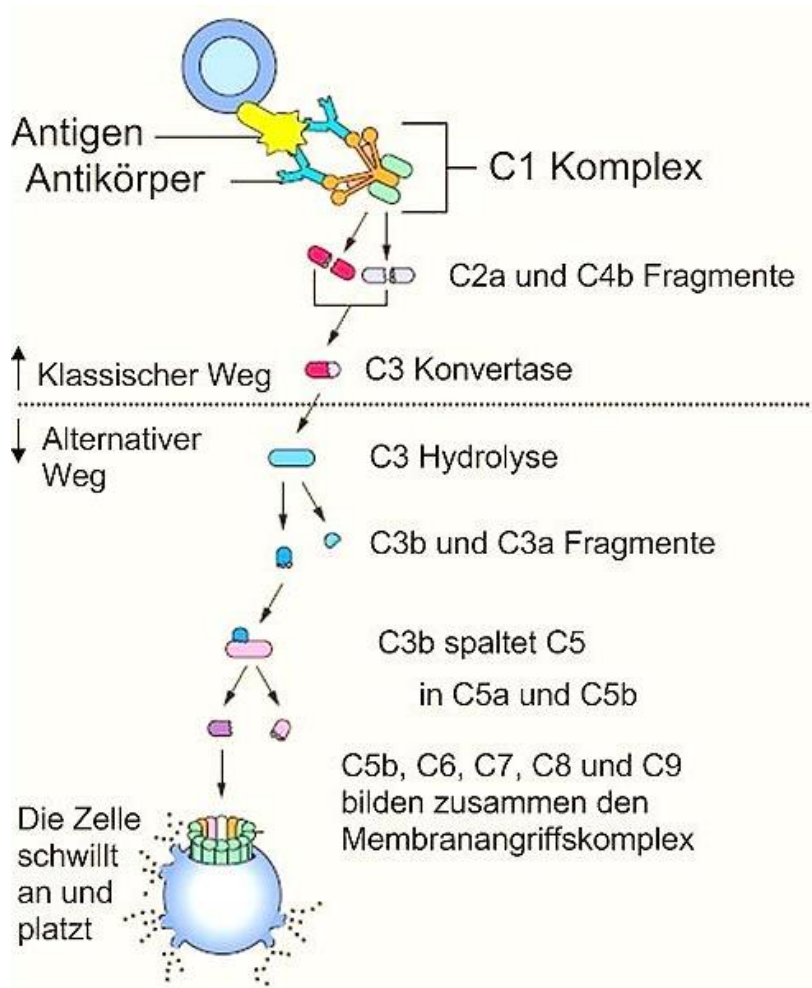 Antigen
Antikörper
C1 Komplex
C2a und C4b Fragmente
Klassischer Weg
C3 Konvertase
Alternativer
Weg
C3 Hydrolyse
C3b und C3a Fragmente
C3b spaltet C5
in C5a und C5b
C5b, C6, C7, C8 und C9
bilden zusammen den
Membranangriffskomplex
Die Zelle
schwillt
an und
platzt